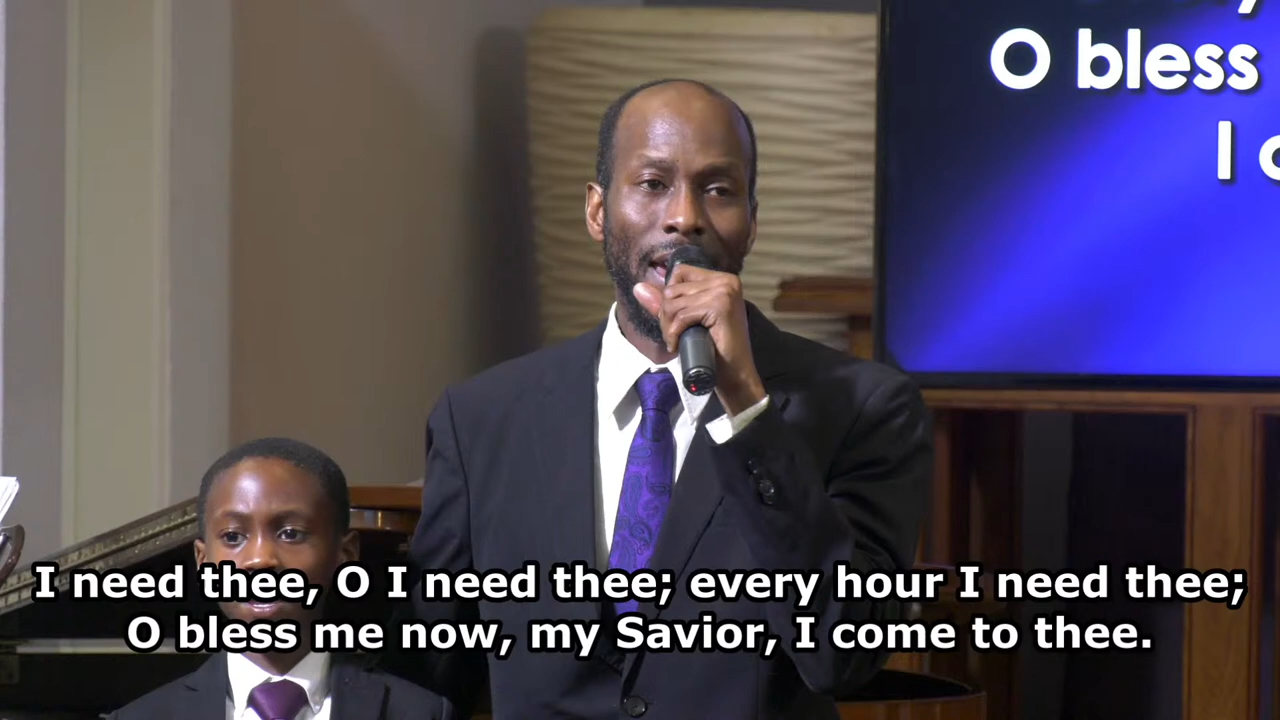 O bless
I
I need thee, O I need thee; every hour I need thee;
O bless me now, my Savior, I come to thee.